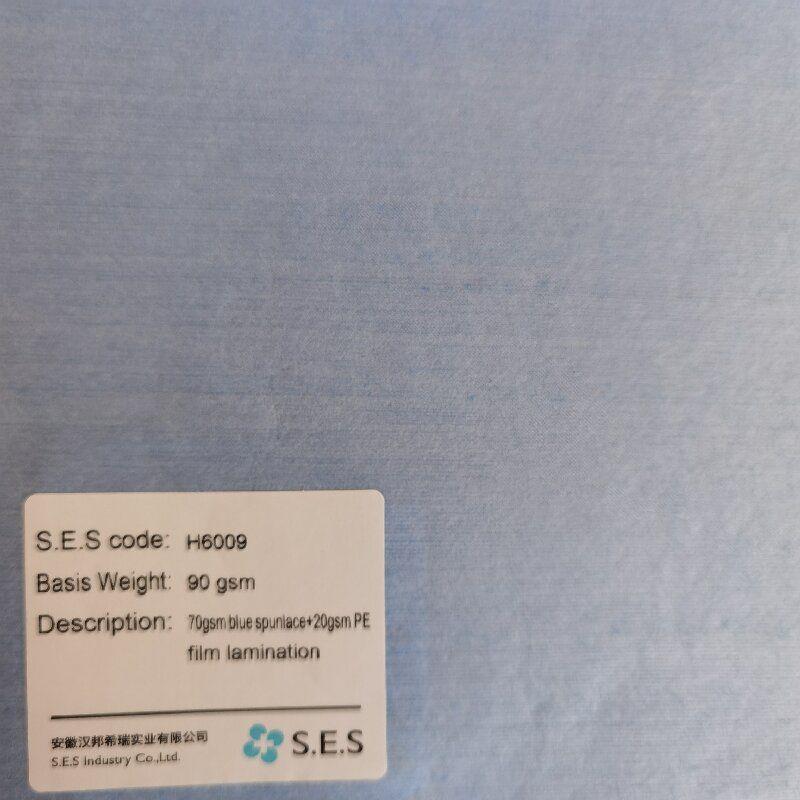 S.E.S code: H6009
Basis Weight: 90 gsm
Description: 70gsm blue spunlace+20gsm PE
film lamination
安徽汉邦希瑞实业有限公司
S.E.S Industry Co.,Ltd.
S.E.S